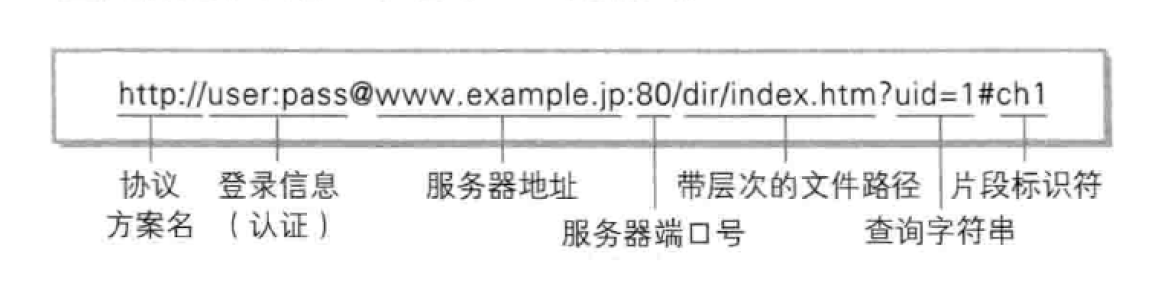 http://user:pass@www.example.jp:80/dir/index.htm?uid=1#ch1
协议 登录信息 服务器地址 带层次的文件路径 片段标识符
方案名 （认证） 服务器端口号 查询字符串